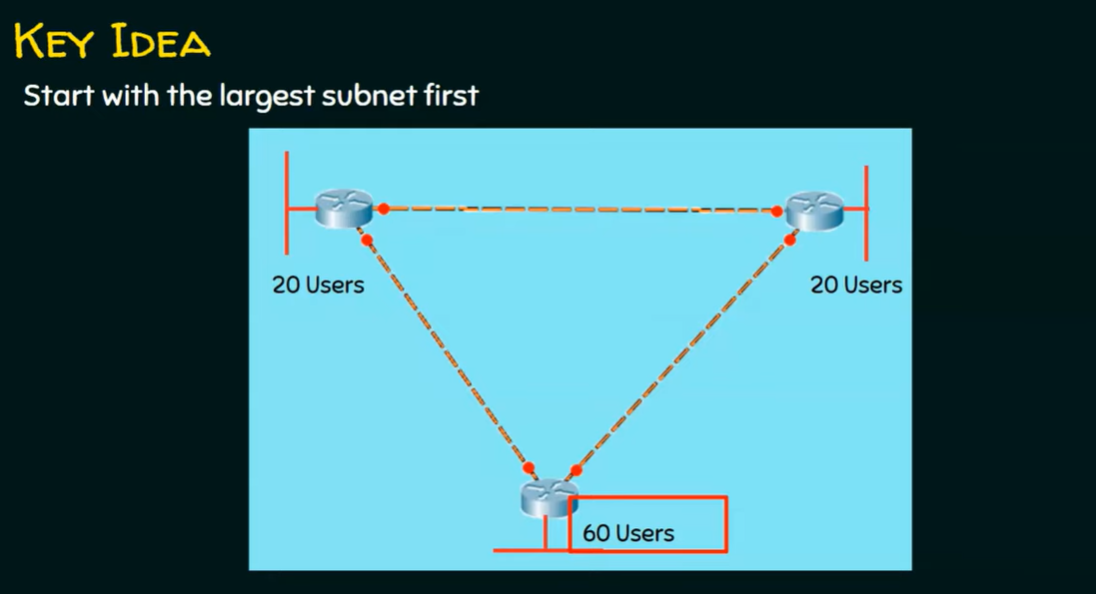 Key Idea
Start with the largest subnet first
20 Users
20 Users
60 Users